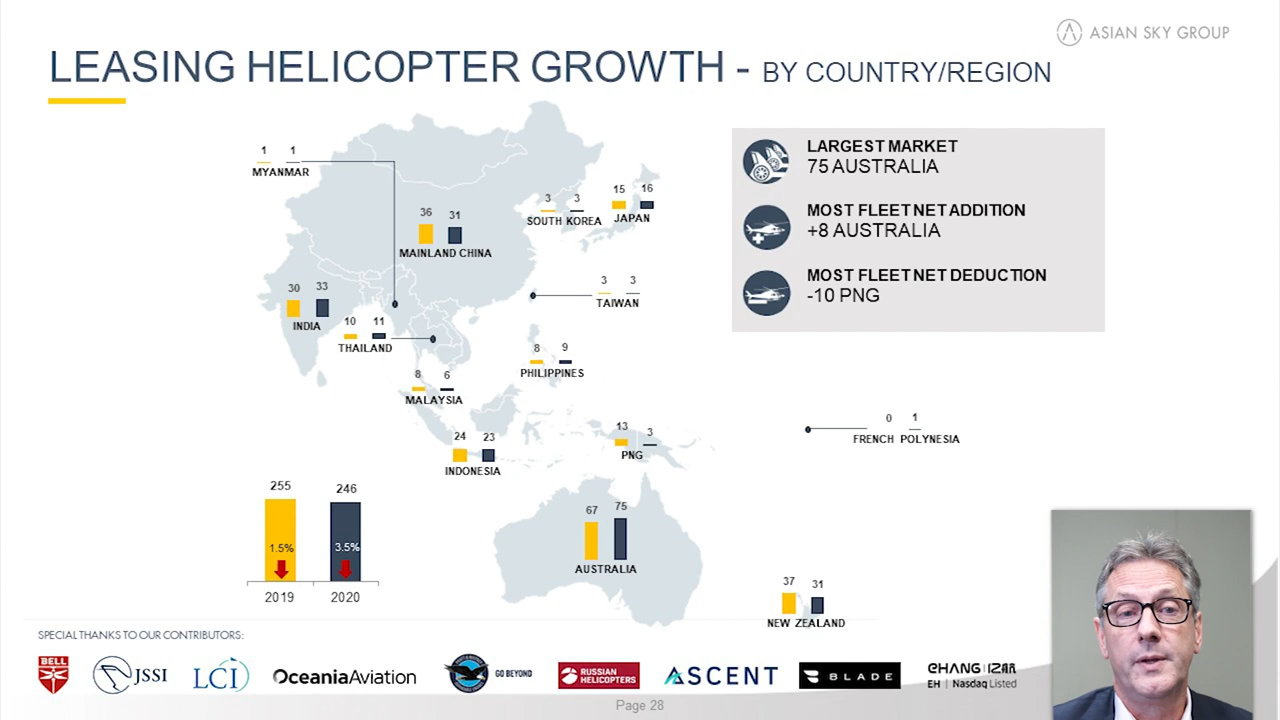 ASIAN SKY GROUP
LEASING HELICOPTER GROWTH - BY COUNTRY/REGION
LARGEST MARKET
75 AUSTRALIA
MOST FLEET NET ADDITION
+8 AUSTRALIA
MOST FLEET NET DEDUCTION
-10 PNG
1 1
MYANMAR
36 31
MAINLAND CHINA
3 3
SOUTH KOREA
15 16
JAPAN
30 33
INDIA
10 11
THAILAND
3 3
TAIWAN
8 9
PHILIPPINES
8 6
MALAYSIA
24 23
INDONESIA
13 3
PNG
0 1
FRENCH POLYNESIA
67 75
AUSTRALIA
37 31
NEW ZEALAND
255 246
1.5% 3.5%
2019 2020
SPECIAL THANKS TO OUR CONTRIBUTORS:
BELL
JSSI
LCI
OceaniaAviation
GO BEYOND
RUSSIAN
HELICOPTERS
ASCENT
BLADE
EHANG 亿航
EH | Nasdaq Listed
Page 28